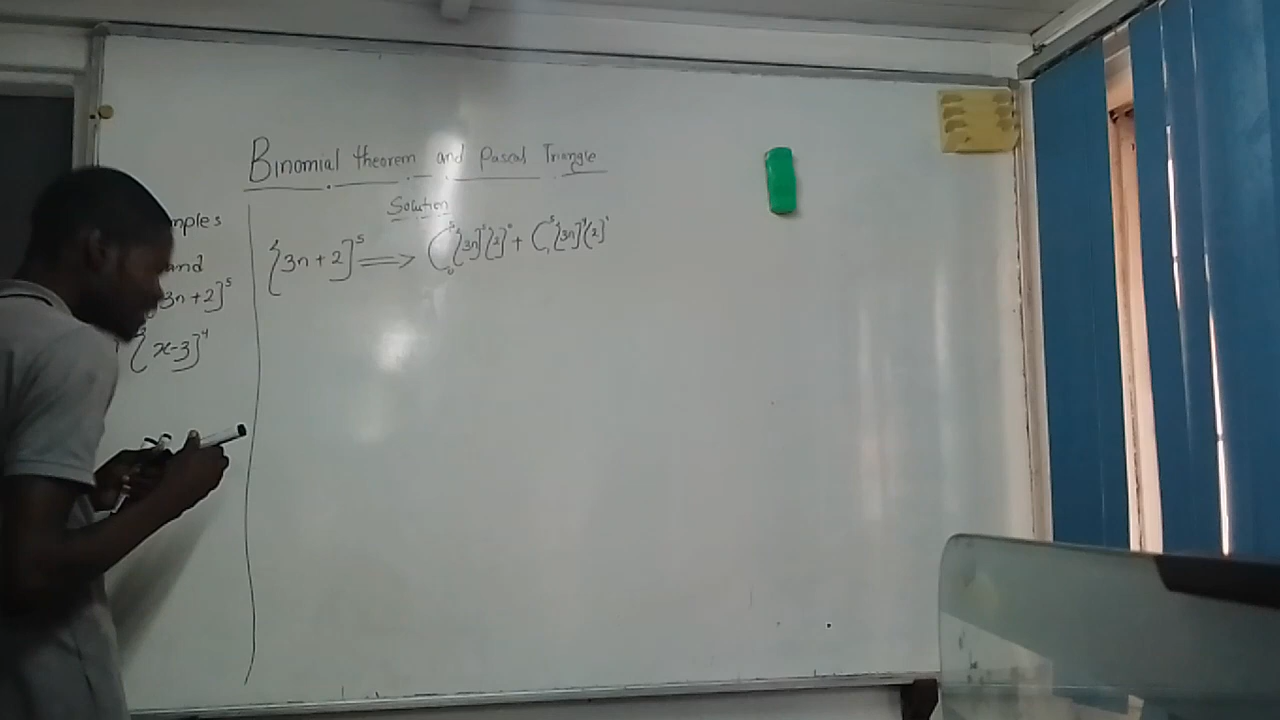 Binomial theorem and Pascal Triangle
mples
and
3n+2]⁵
{x-3]⁴
Solution
{3n+2]⁵ ⟹ ⁵C₀[3n]⁵[2]⁰ + ⁵C₁[3n]⁴[2]¹